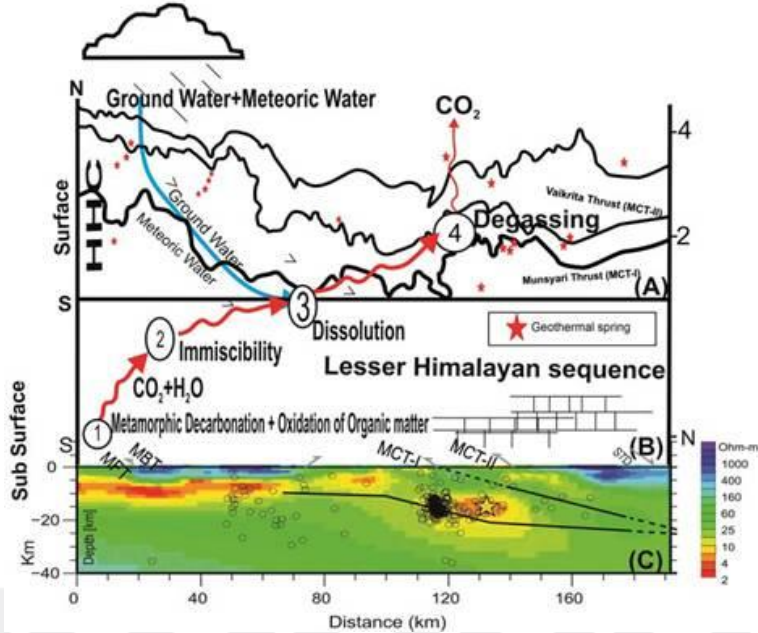 N
Ground Water+Meteoric Water
CO2
4
Surface
Ground Water
Meteoric Water
Vaikrita Thrust (MCT-II)
4 Degassing
2
Munsyari Thrust (MCT-I)
(A)
S
3
Dissolution
Geothermal spring
2
Immiscibility
Lesser Himalayan sequence
CO2+H2O
1
Metamorphic Decarbonation + Oxidation of Organic matter
Sub Surface
S
N
(B)
MFT
MBT
MCT-I
MCT-II
STD
Ohm-m
1000
400
160
60
25
10
4
2
0
-20
-40
Km
Depth [km]
(C)
0 40 80 120 160
Distance (km)